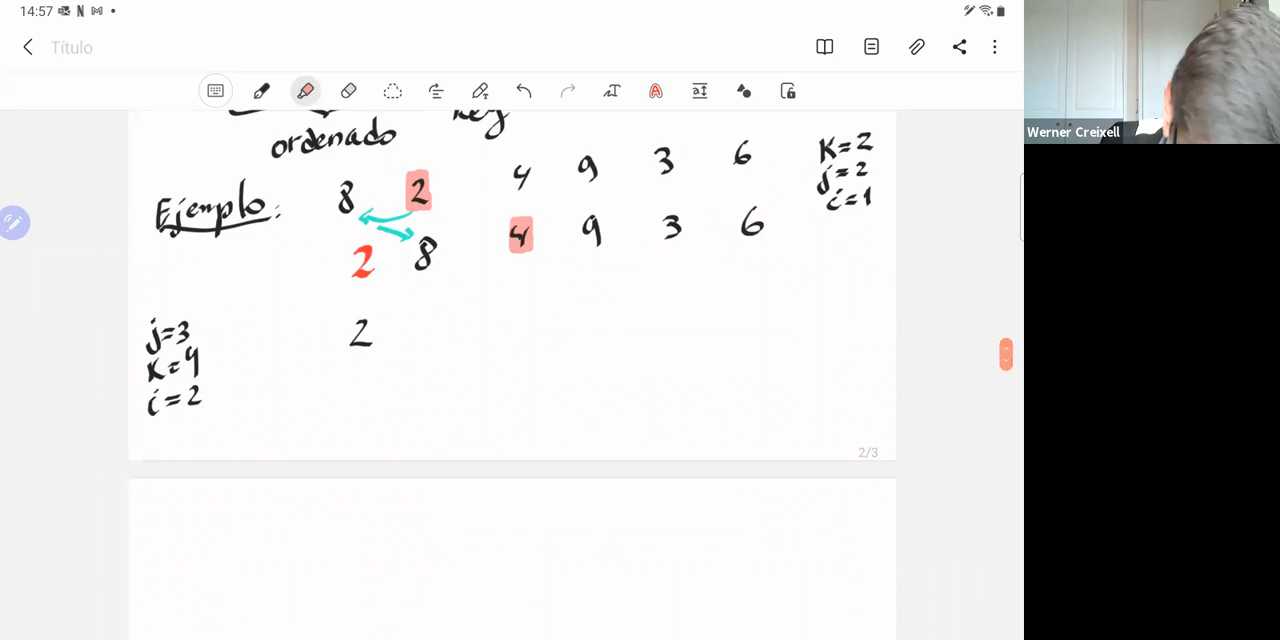 14:57
Título
ordenado key
Ejemplo: 8 2 4 9 3 6
K=2
j=2
i=1
2 8 4 9 3 6
j=3
K=4
i=2
2
2/3
Werner Creixell